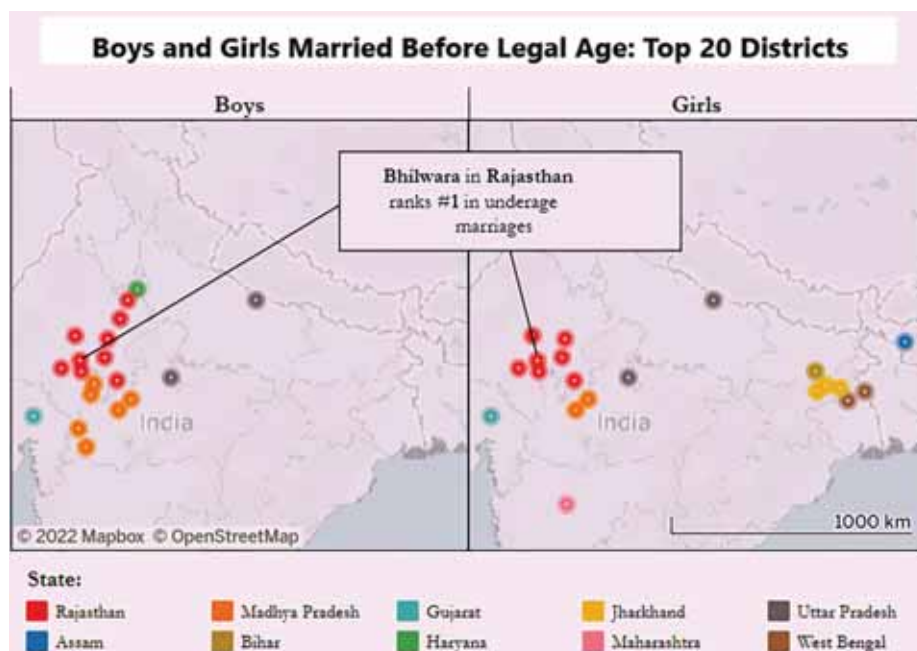 Boys and Girls Married Before Legal Age: Top 20 Districts
Boys
Girls
Bhilwara in Rajasthan
ranks #1 in underage
marriages
India
India
1000 km
© 2022 Mapbox © OpenStreetMap
State:
Rajasthan
Madhya Pradesh
Gujarat
Jharkhand
Uttar Pradesh
Assam
Bihar
Haryana
Maharashtra
West Bengal